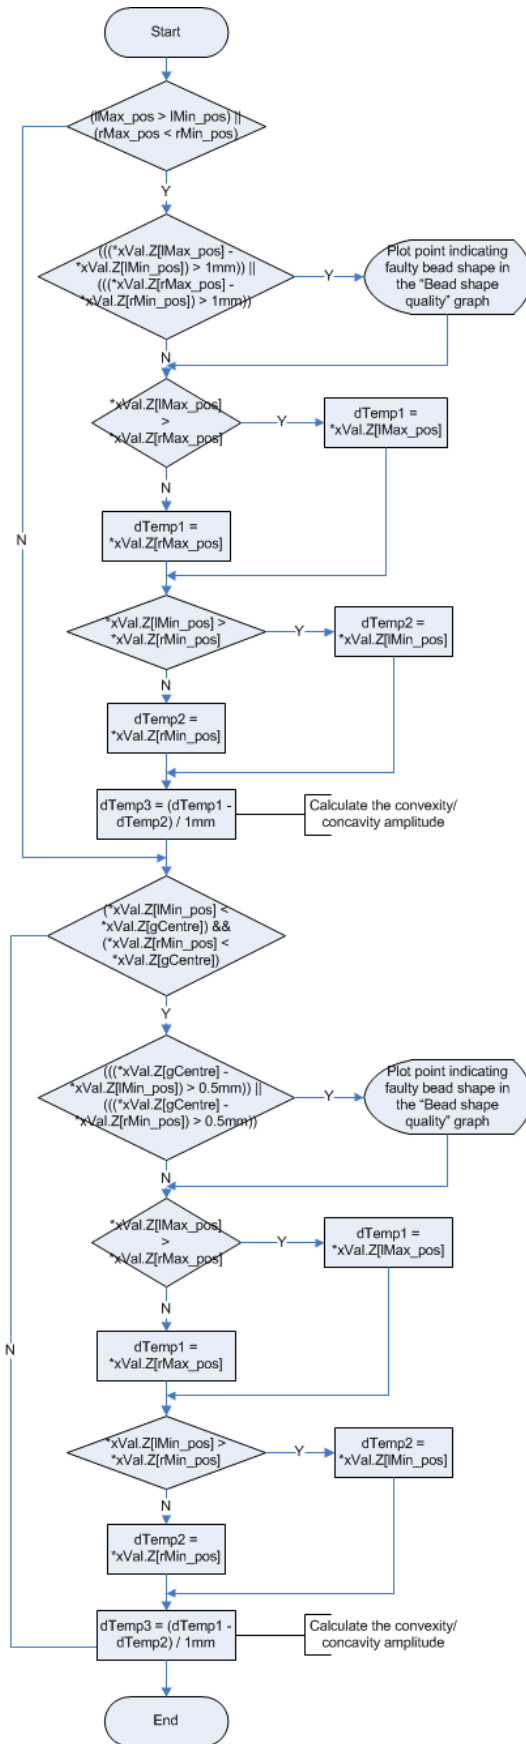 Start
(lMax_pos > lMin_pos) ||
(rMax_pos < rMin_pos)
Y
(((*xVal.Z[lMax_pos] -
*xVal.Z[lMin_pos]) > 1mm)) ||
(((*xVal.Z[rMax_pos] -
*xVal.Z[rMin_pos]) > 1mm))
Y
Plot point indicating
faulty bead shape in
the “Bead shape
quality” graph
N
*xVal.Z[lMax_pos]
>
*xVal.Z[rMax_pos]
Y
dTemp1 =
*xVal.Z[lMax_pos]
N
dTemp1 =
*xVal.Z[rMax_pos]
N
*xVal.Z[lMin_pos] >
*xVal.Z[rMin_pos]
Y
dTemp2 =
*xVal.Z[lMin_pos]
N
dTemp2 =
*xVal.Z[rMin_pos]
dTemp3 = (dTemp1 -
dTemp2) / 1mm
Calculate the convexity/
concavity amplitude
(*xVal.Z[lMin_pos] <
*xVal.Z[gCentre]) &&
(*xVal.Z[rMin_pos] <
*xVal.Z[gCentre])
Y
(((*xVal.Z[gCentre] -
*xVal.Z[lMin_pos]) > 0.5mm)) ||
(((*xVal.Z[gCentre] -
*xVal.Z[rMin_pos]) > 0.5mm))
Y
Plot point indicating
faulty bead shape in
the “Bead shape
quality” graph
N
*xVal.Z[lMax_pos]
>
*xVal.Z[rMax_pos]
Y
dTemp1 =
*xVal.Z[lMax_pos]
N
dTemp1 =
*xVal.Z[rMax_pos]
N
*xVal.Z[lMin_pos] >
*xVal.Z[rMin_pos]
Y
dTemp2 =
*xVal.Z[lMin_pos]
N
dTemp2 =
*xVal.Z[rMin_pos]
dTemp3 = (dTemp1 -
dTemp2) / 1mm
Calculate the convexity/
concavity amplitude
End